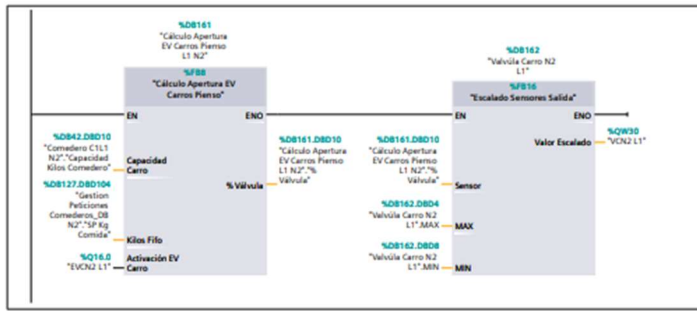 %DB161
"Cálculo Apertura
EV Carros Pienso
L1 N2"
%FB8
"Cálculo Apertura EV
Carros Pienso"
EN
ENO
%DB42.DBD10
"Comedero C1L1
N2"."Capacidad
Kilos Comedero"
Capacidad
Carro
%DB127.DBD104
"Gestion
Peticiones
Comederos_DB
N2"."SP Kg
Comida"
Kilos Fifo
%Q16.0
"EVCN2 L1"
Activación EV
Carro
% Válvula
%DB161.DBD10
"Cálculo Apertura
EV Carros Pienso
L1 N2"."%
Válvula"
%DB162
"Valvúla Carro N2
L1"
%FB16
"Escalado Sensores Salida"
EN
ENO
%DB161.DBD10
"Cálculo Apertura
EV Carros Pienso
L1 N2"."%
Válvula"
Sensor
%DB162.DBD4
"Valvúla Carro N2
L1".MAX
MAX
%DB162.DBD8
"Valvúla Carro N2
L1".MIN
MIN
Valor Escalado
%QW30
"VCN2 L1"